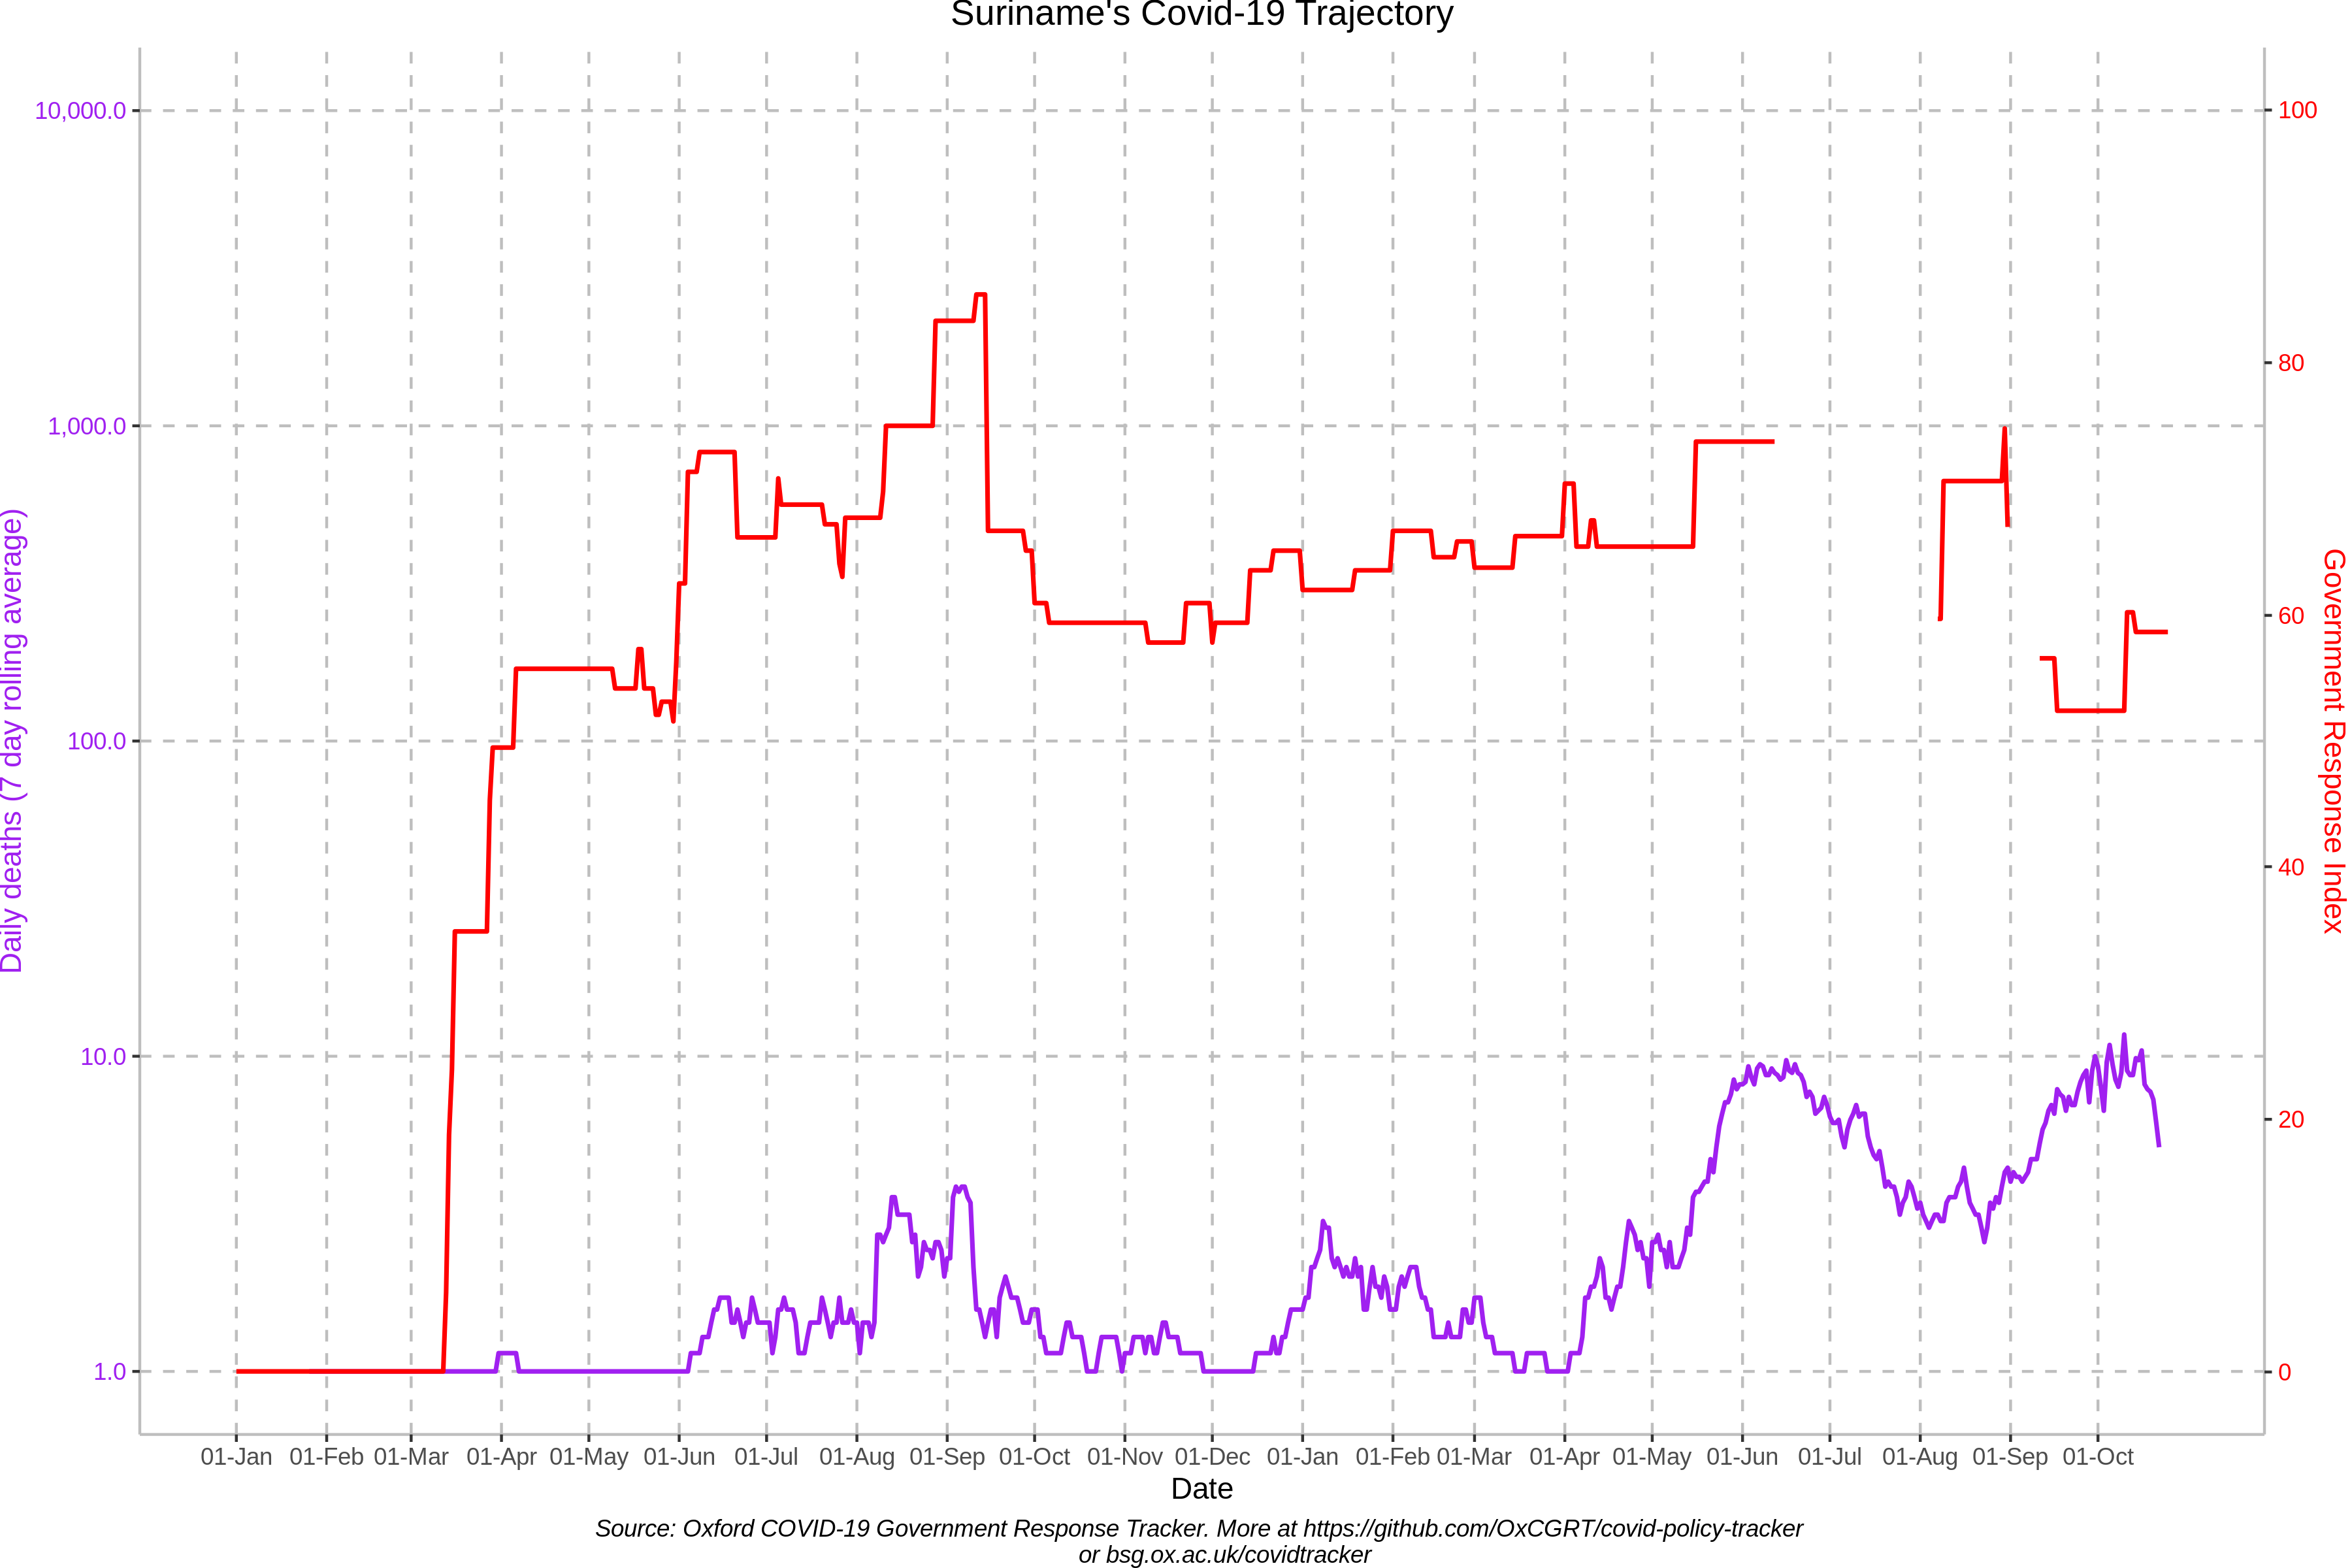 Suriname's Covid-19 Trajectory
10,000.0
1,000.0
100.0
10.0
1.0
Daily deaths (7 day rolling average)
100
80
60
40
20
0
Government Response Index
01-Jan 01-Feb 01-Mar 01-Apr 01-May 01-Jun 01-Jul 01-Aug 01-Sep 01-Oct 01-Nov 01-Dec 01-Jan 01-Feb 01-Mar 01-Apr 01-May 01-Jun 01-Jul 01-Aug 01-Sep 01-Oct
Date
Source: Oxford COVID-19 Government Response Tracker. More at https://github.com/OxCGRT/covid-policy-tracker
or bsg.ox.ac.uk/covidtracker